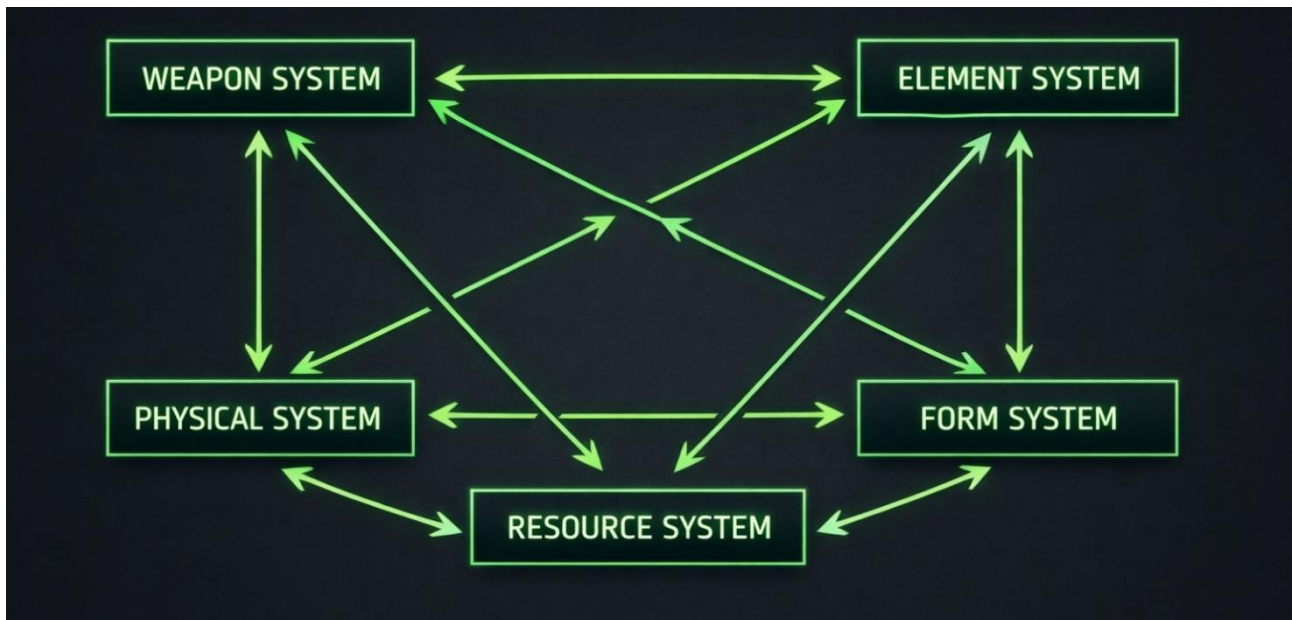 WEAPON SYSTEM
ELEMENT SYSTEM
PHYSICAL SYSTEM
FORM SYSTEM
RESOURCE SYSTEM